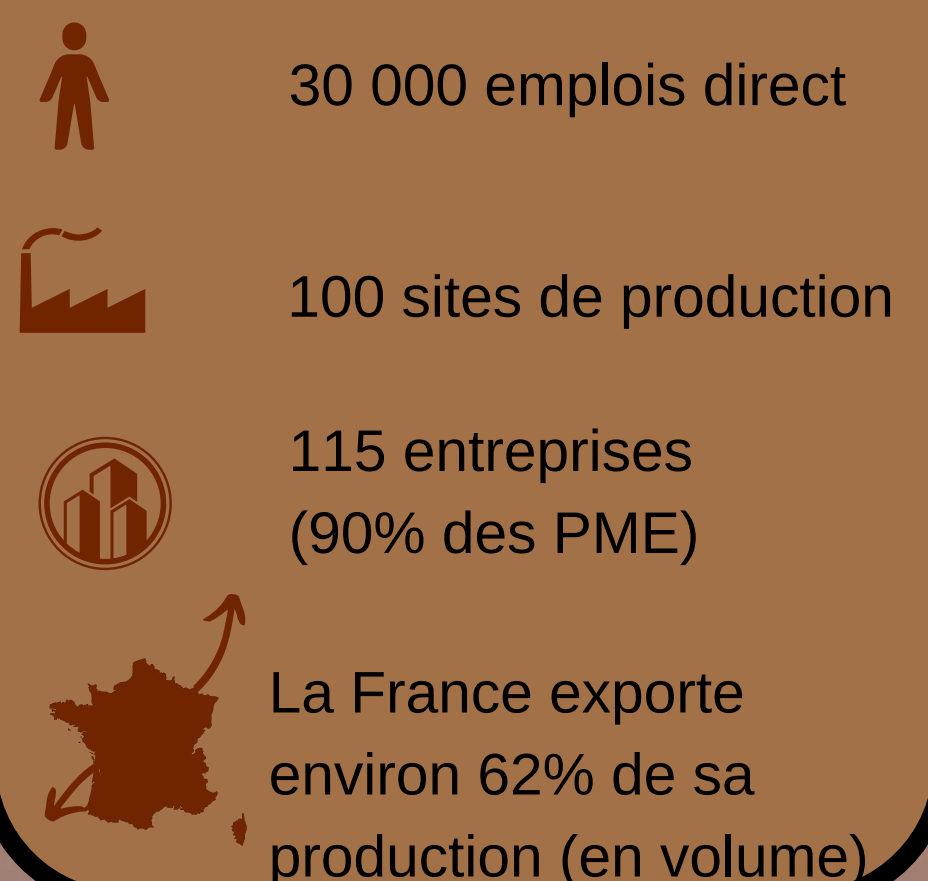 30 000 emplois direct
100 sites de production
115 entreprises
(90% des PME)
La France exporte
environ 62% de sa
production (en volume)